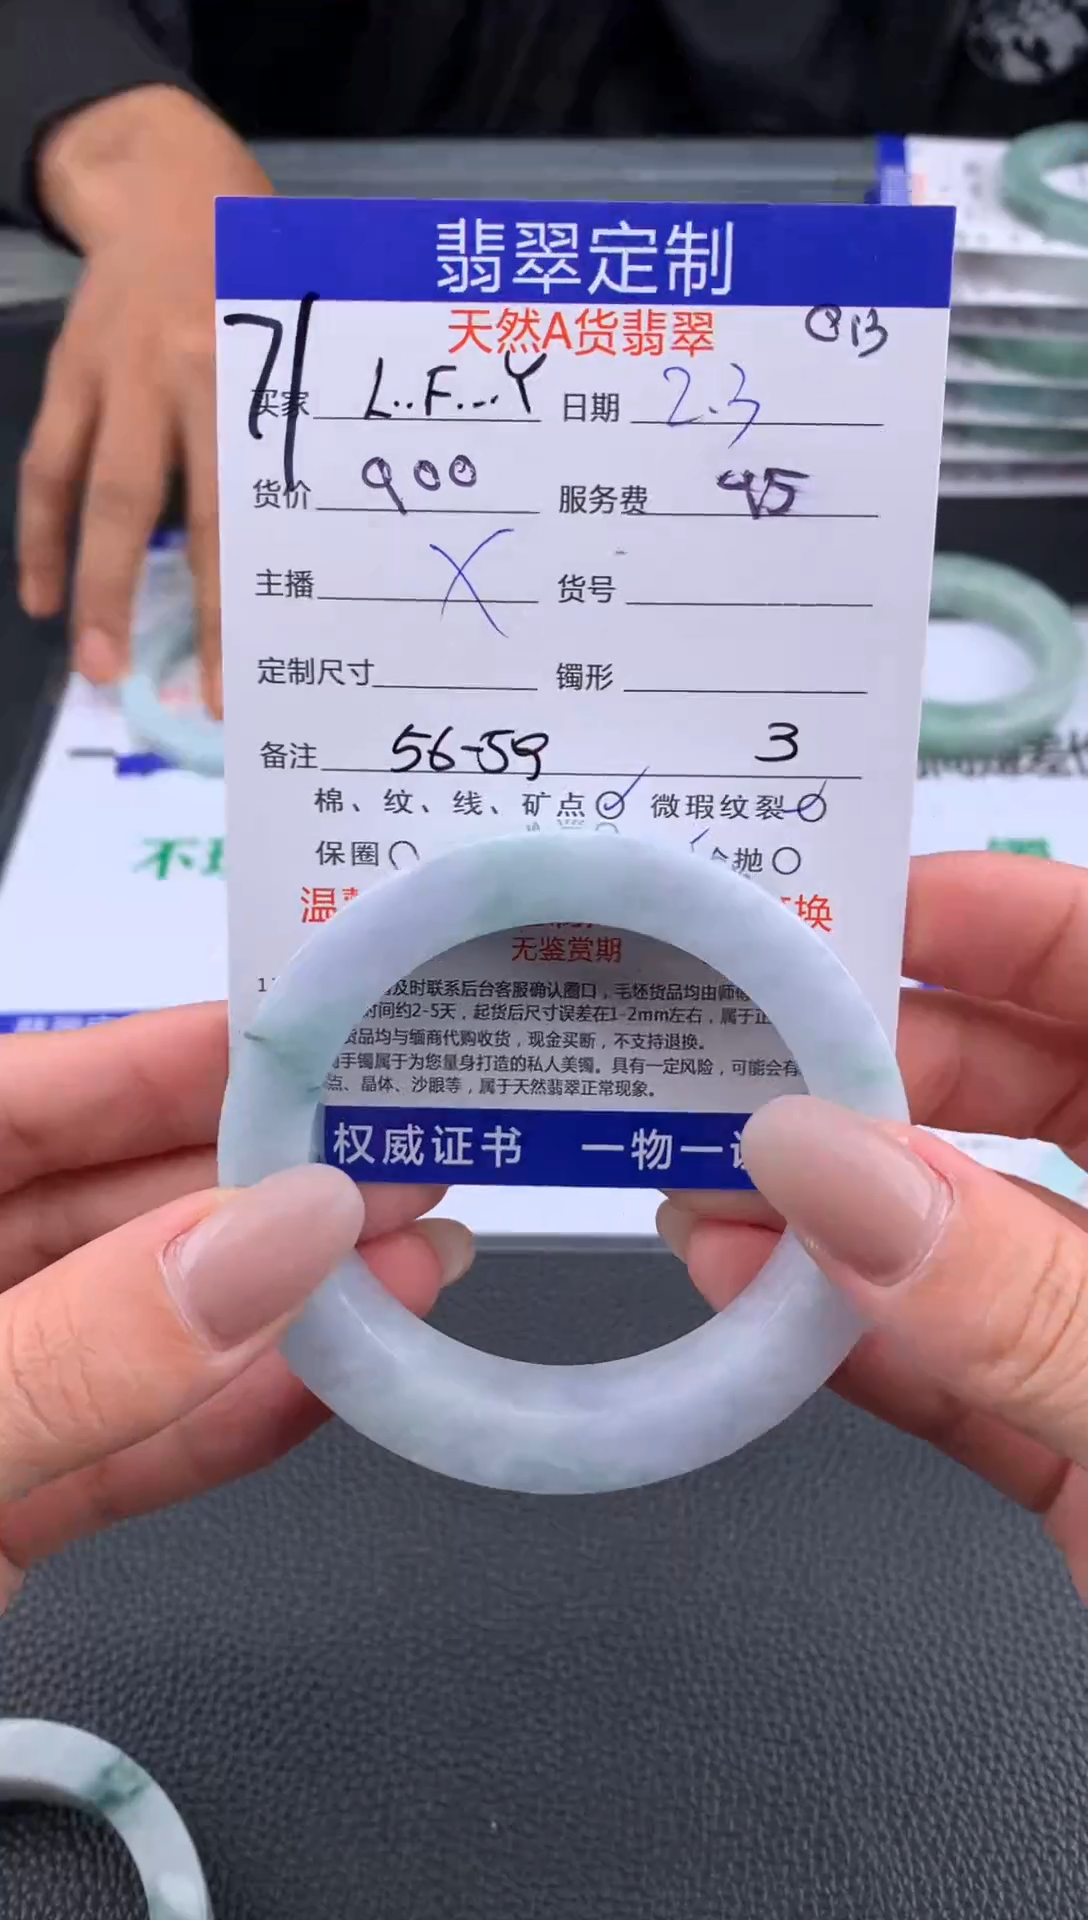 翡翠定制
天然A货翡翠 Q13
71
买家 L..F...Y 日期 2.3
货价 900 服务费 45
主播 X 货号
定制尺寸 镯形
备注 56-59 3
棉、纹、线、矿点 微瑕纹裂
保圈 抛
温 换
无鉴赏期
及时联系后台客服确认圈口，毛坯货品均由师
时间约2-5天，起货后尺寸误差在1-2mm左右，属于正
货品均与缅商代购收货，现金买断，不支持退换。
手镯属于为您量身打造的私人美镯。具有一定风险，可能会有
点、晶体、沙眼等，属于天然翡翠正常现象。
权威证书 一物一